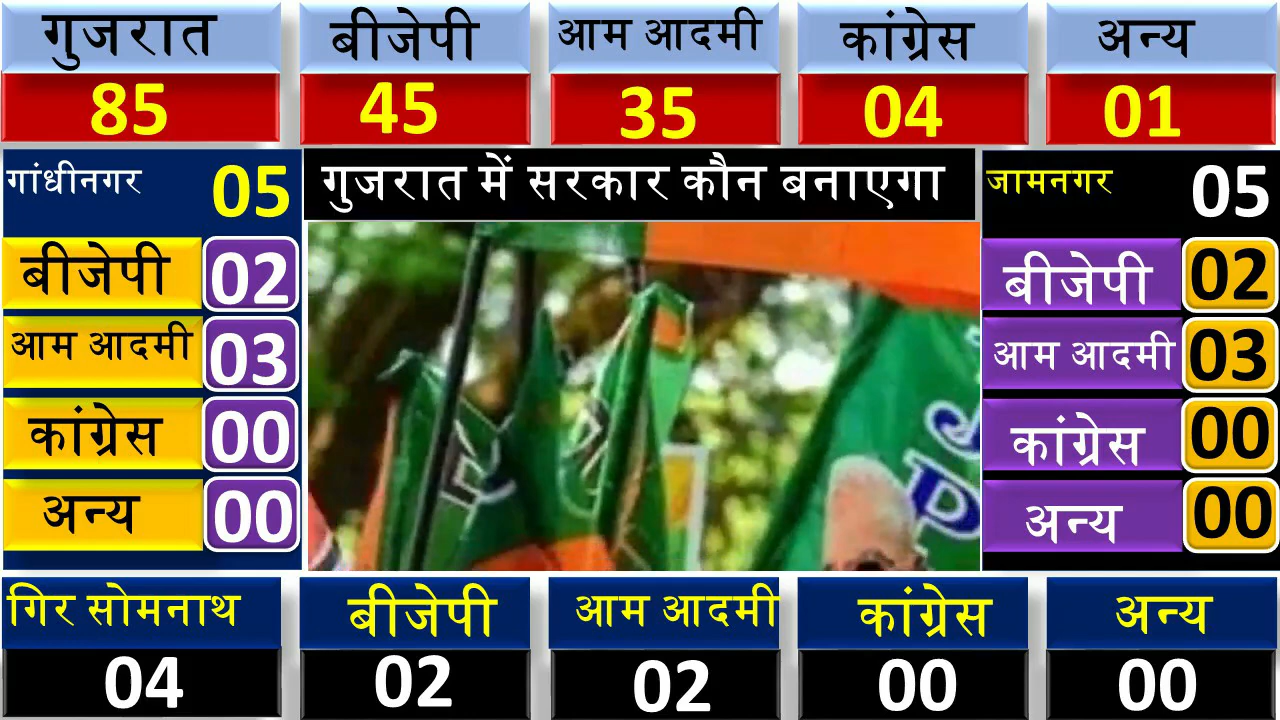 गुजरात बीजेपी आम आदमी कांग्रेस अन्य
85 45 35 04 01
गुजरात में सरकार कौन बनाएगा
गांधीनगर 05
बीजेपी 02
आम आदमी 03
कांग्रेस 00
अन्य 00
जामनगर 05
बीजेपी 02
आम आदमी 03
कांग्रेस 00
अन्य 00
गिर सोमनाथ बीजेपी आम आदमी कांग्रेस अन्य
04 02 02 00 00